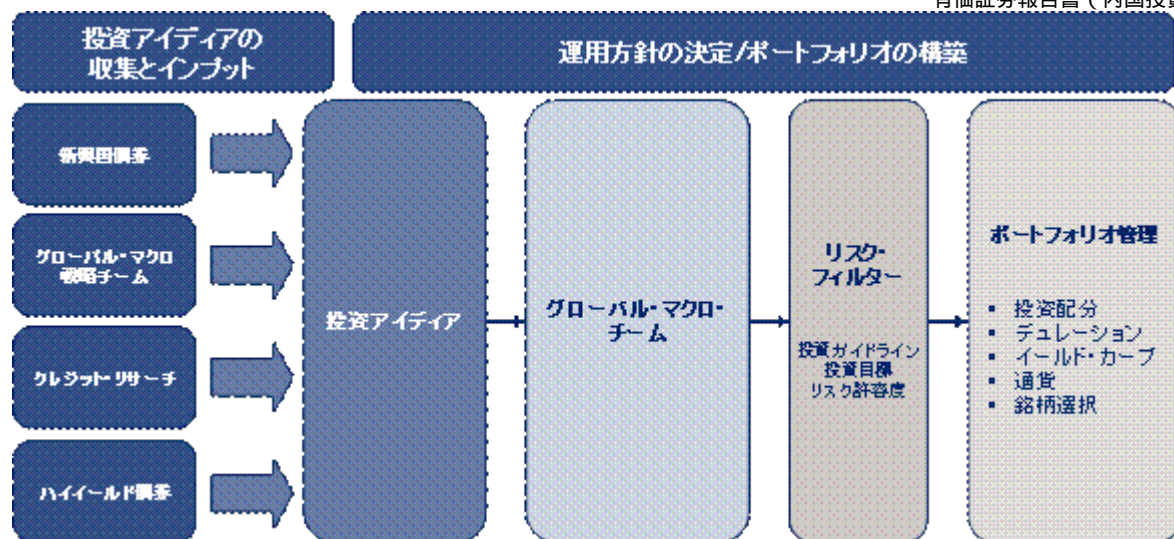 有価証券報告書（内国投資
投資アイディアの
収集とインプット
運用方針の決定/ポートフォリオの構築
新興国債券
グローバル・マクロ
戦略チーム
クレジット・リサーチ
ハイイールド債券
投資アイディア
グローバル・マクロ・
チーム
リスク・
フィルター
投資ガイドライン
投資目標
リスク許容度
ポートフォリオ管理
▪ 投資配分
▪ デュレーション
▪ イールド・カーブ
▪ 通貨
▪ 銘柄選択